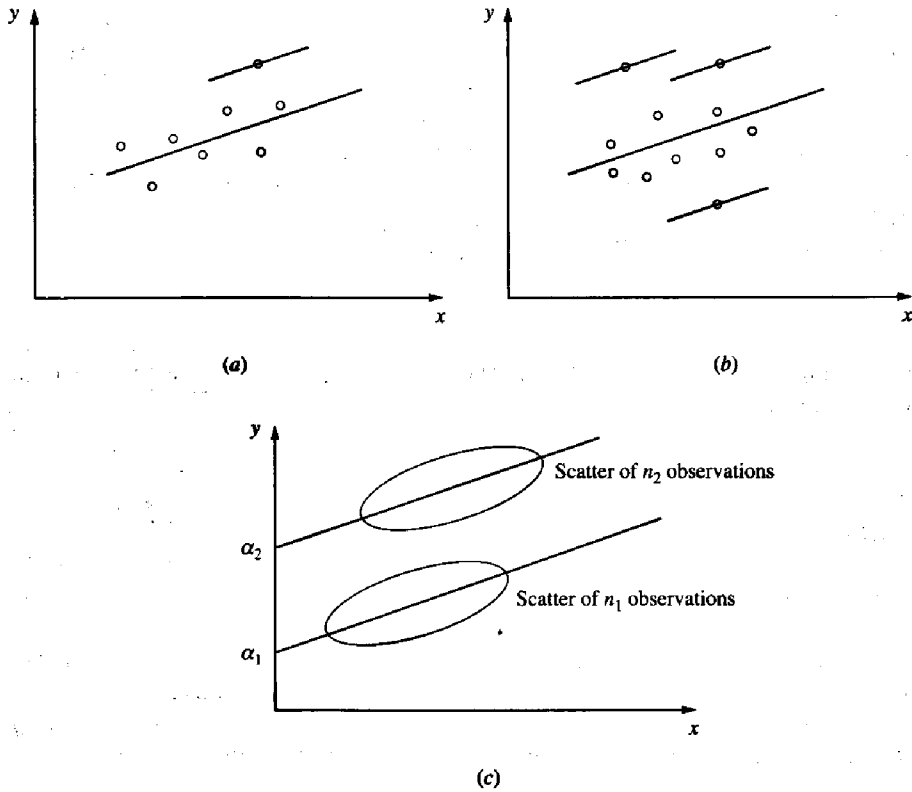 y
y
x
x
(a)
(b)
y
Scatter of n₂ observations
α₂
Scatter of n₁ observations
α₁
x
(c)